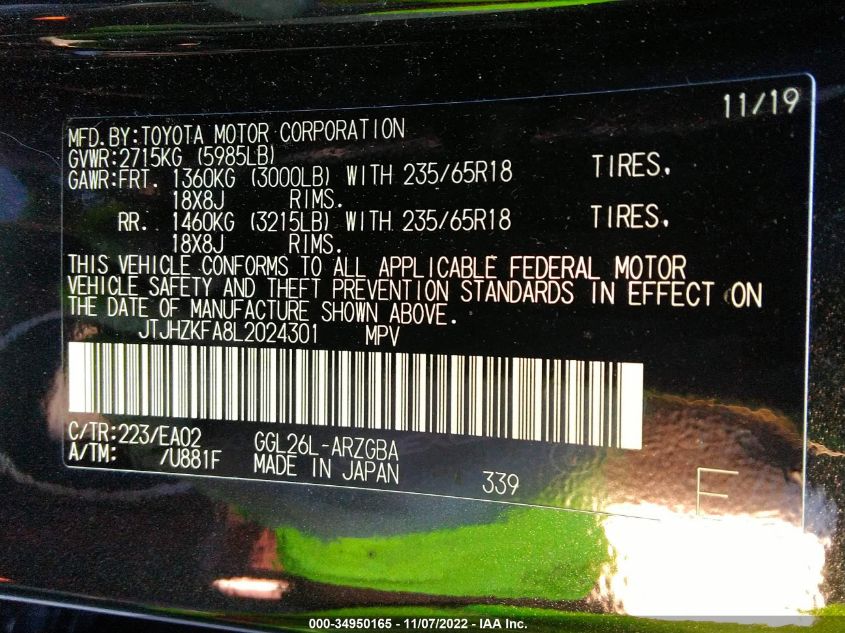 11/19
MFD.BY:TOYOTA MOTOR CORPORATION
GVWR:2715KG (5985LB)
GAWR:FRT. 1360KG (3000LB) WITH 235/65R18 TIRES.
18X8J RIMS.
RR. 1460KG (3215LB) WITH 235/65R18 TIRES.
18X8J RIMS.
THIS VEHICLE CONFORMS TO ALL APPLICABLE FEDERAL MOTOR
VEHICLE SAFETY AND THEFT PREVENTION STANDARDS IN EFFECT ON
THE DATE OF MANUFACTURE SHOWN ABOVE.
JTJHZKFA8L2024301 MPV
C/TR:223/EA02 GGL26L-ARZGBA
A/TM: /U881F MADE IN JAPAN 339
E
000-34950165 - 11/07/2022 - IAA Inc.